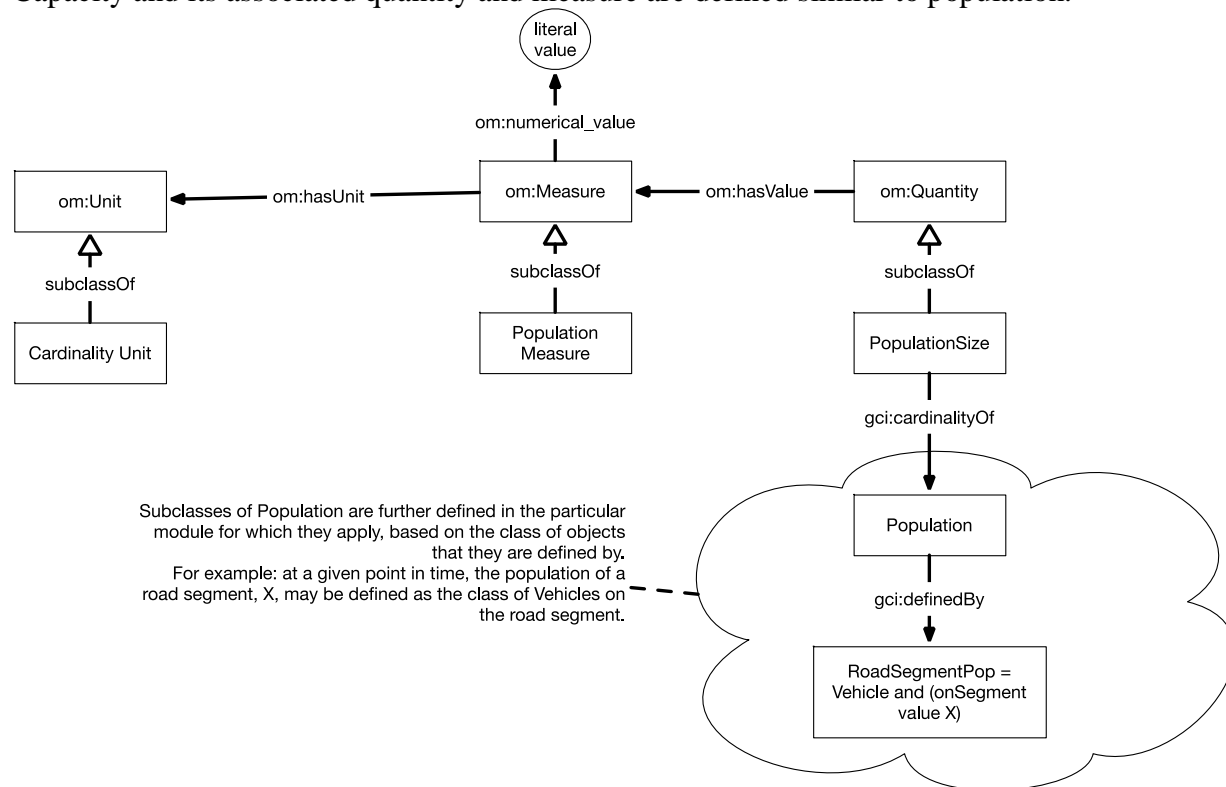 Capacity and its associated quantity and measure are defined similar to population.
literal
value
om:numerical_value
om:Unit
om:hasUnit
om:Measure
om:hasValue
om:Quantity
subclassOf
subclassOf
subclassOf
Cardinality Unit
Population
Measure
PopulationSize
gci:cardinalityOf
Subclasses of Population are further defined in the particular
module for which they apply, based on the class of objects
that they are defined by.
For example: at a given point in time, the population of a
road segment, X, may be defined as the class of Vehicles on
the road segment.
Population
gci:definedBy
RoadSegmentPop =
Vehicle and (onSegment
value X)